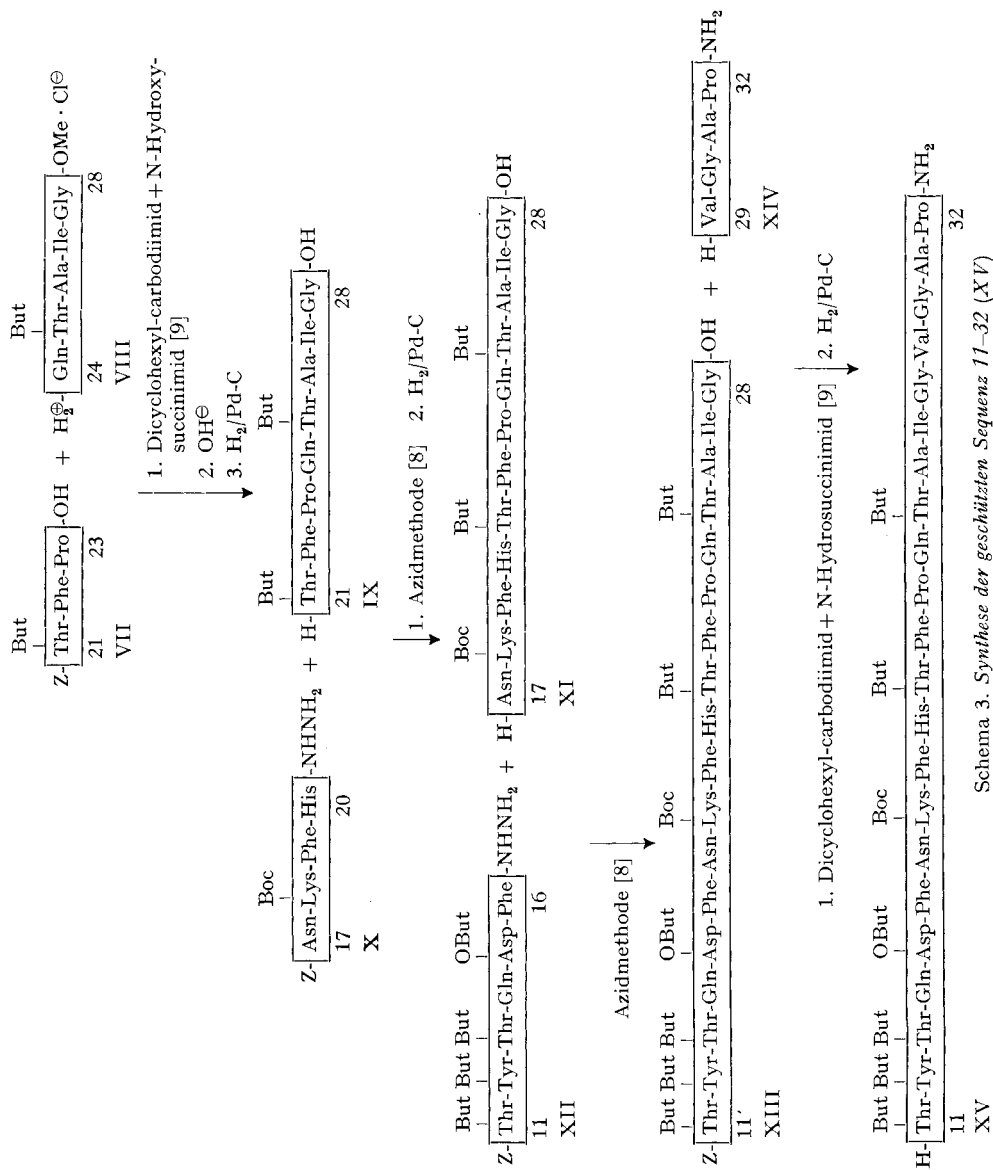 But But
Z- Thr-Phe-Pro -OH + H₂⊕- Gln-Thr-Ala-Ile-Gly -OMe · Cl⊖
21 23 24 28
VII VIII
1. Dicyclohexyl-carbodiimid + N-Hydroxy-
succinimid [9]
2. OH⊖
3. H₂/Pd-C
Boc But But
Z- Asn-Lys-Phe-His -NHNH₂ + H- Thr-Phe-Pro-Gln-Thr-Ala-Ile-Gly -OH
17 20 21 28
X IX
1. Azidmethode [8] 2. H₂/Pd-C
But But But OBut Boc But But
Z- Thr-Tyr-Thr-Gln-Asp-Phe -NHNH₂ + H- Asn-Lys-Phe-His-Thr-Phe-Pro-Gln-Thr-Ala-Ile-Gly -OH
11 16 17 28
XII XI
Azidmethode [8]
But But But OBut Boc But But
Z- Thr-Tyr-Thr-Gln-Asp-Phe-Asn-Lys-Phe-His-Thr-Phe-Pro-Gln-Thr-Ala-Ile-Gly -OH + H- Val-Gly-Ala-Pro -NH₂
11' 28 29 32
XIII XIV
1. Dicyclohexyl-carbodiimid + N-Hydrosuccinimid [9] 2. H₂/Pd-C
But But But OBut Boc But But
H- Thr-Tyr-Thr-Gln-Asp-Phe-Asn-Lys-Phe-His-Thr-Phe-Pro-Gln-Thr-Ala-Ile-Gly-Val-Gly-Ala-Pro -NH₂
11 32
XV
Schema 3. Synthese der geschützten Sequenz 11–32 (XV)